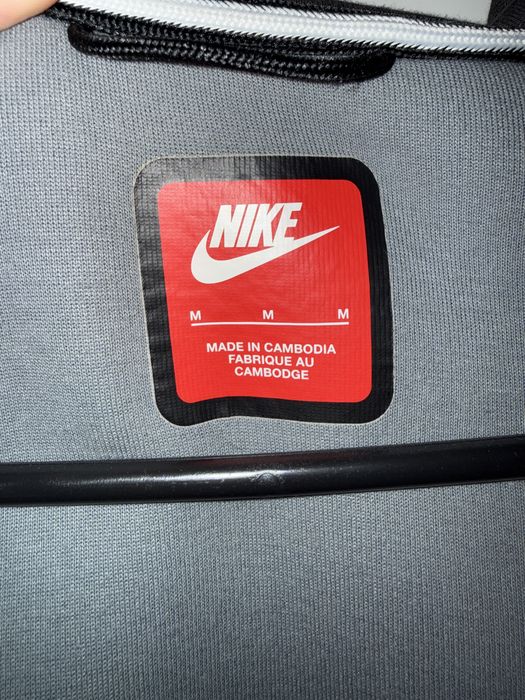 NIKE
M M M
MADE IN CAMBODIA
FABRIQUE AU
CAMBODGE